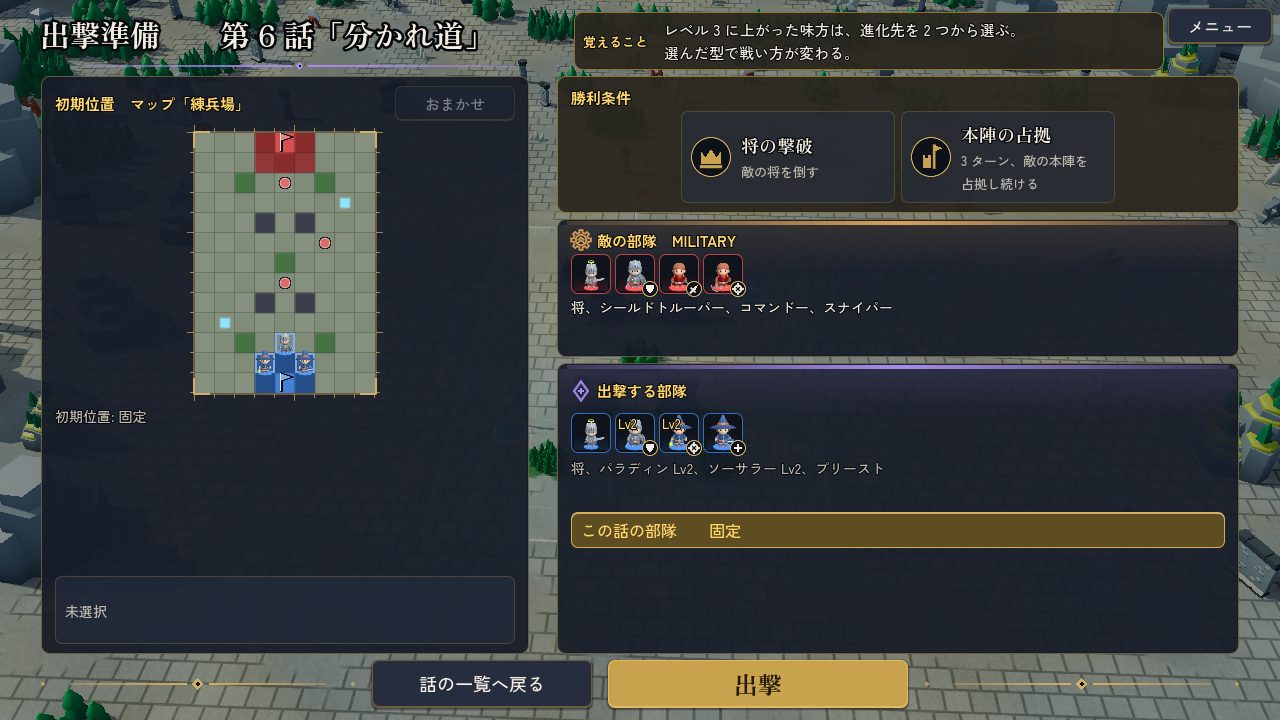 出撃準備　第 6 話「分かれ道」
覚えること
レベル 3 に上がった味方は、進化先を 2 つから選ぶ。
選んだ型で戦い方が変わる。
メニュー
初期位置　マップ「練兵場」
おまかせ
初期位置: 固定
未選択
勝利条件
将の撃破
敵の将を倒す
本陣の占拠
3 ターン、敵の本陣を
占拠し続ける
敵の部隊　MILITARY
将、シールドトルーパー、コマンドー、スナイパー
出撃する部隊
Lv2 Lv2
将、パラディン Lv2、ソーサラー Lv2、プリースト
この話の部隊　固定
話の一覧へ戻る
出撃